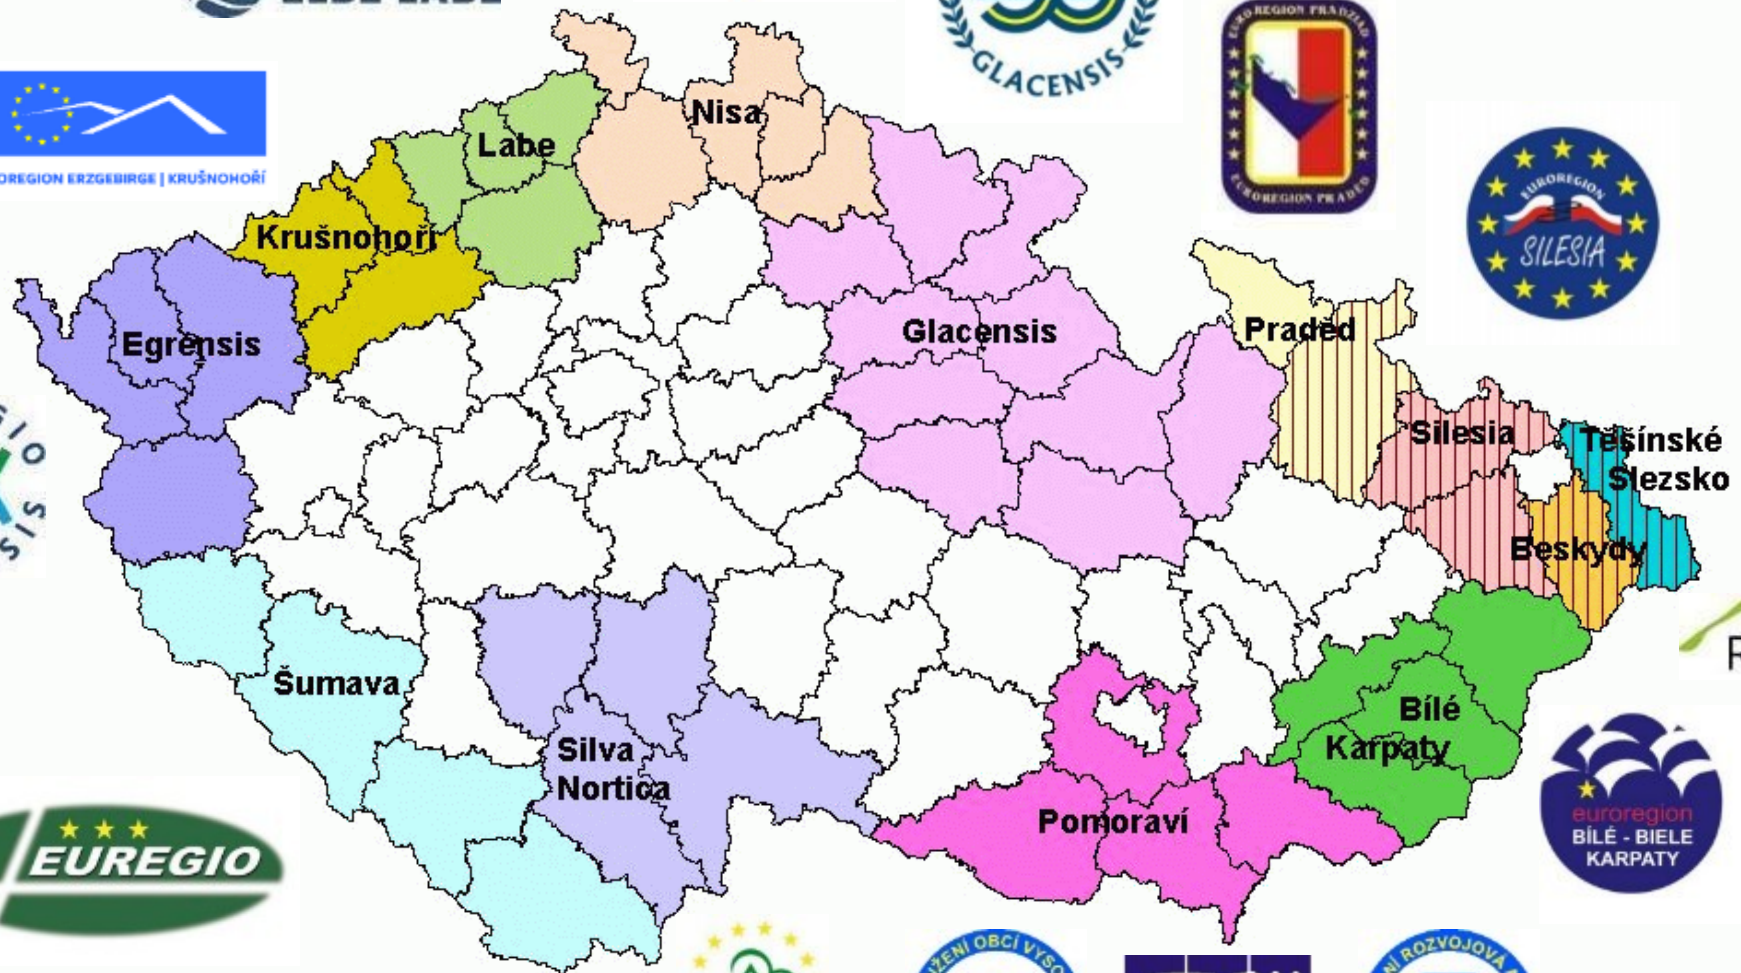 GLACENSIS
EUROREGION PRADZIAD
EUROREGION PRADĚD
EUROREGION
SILESIA
OREGION ERZGEBIRGE | KRUŠNOHOŘÍ
Nisa
Labe
Krušnohoří
Egrensis
Glacensis
Praděd
Silesia
Těšínské
Slezsko
Beskydy
Šumava
Silva
Nortica
Bílé
Karpaty
Pomoraví
EUREGIO
euroregion
BÍLÉ - BIELE
KARPATY